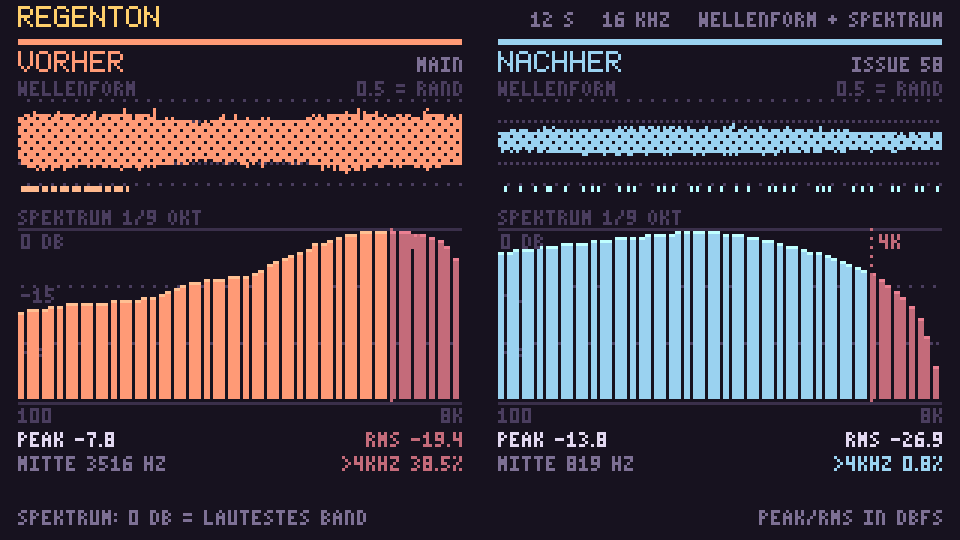 REGENTON
12 S 16 KHZ WELLENFORM + SPEKTRUM
VORHER MAIN
WELLENFORM 0.5 = RAND
SPEKTRUM 1/9 OKT
0 DB
-15
100 8K
PEAK -7.8 RMS -19.4
MITTE 3516 HZ >4KHZ 38.5%
NACHHER ISSUE 58
WELLENFORM 0.5 = RAND
SPEKTRUM 1/9 OKT
0 DB 4K
100 8K
PEAK -13.8 RMS -26.9
MITTE 819 HZ >4KHZ 0.8%
SPEKTRUM: 0 DB = LAUTESTES BAND
PEAK/RMS IN DBFS